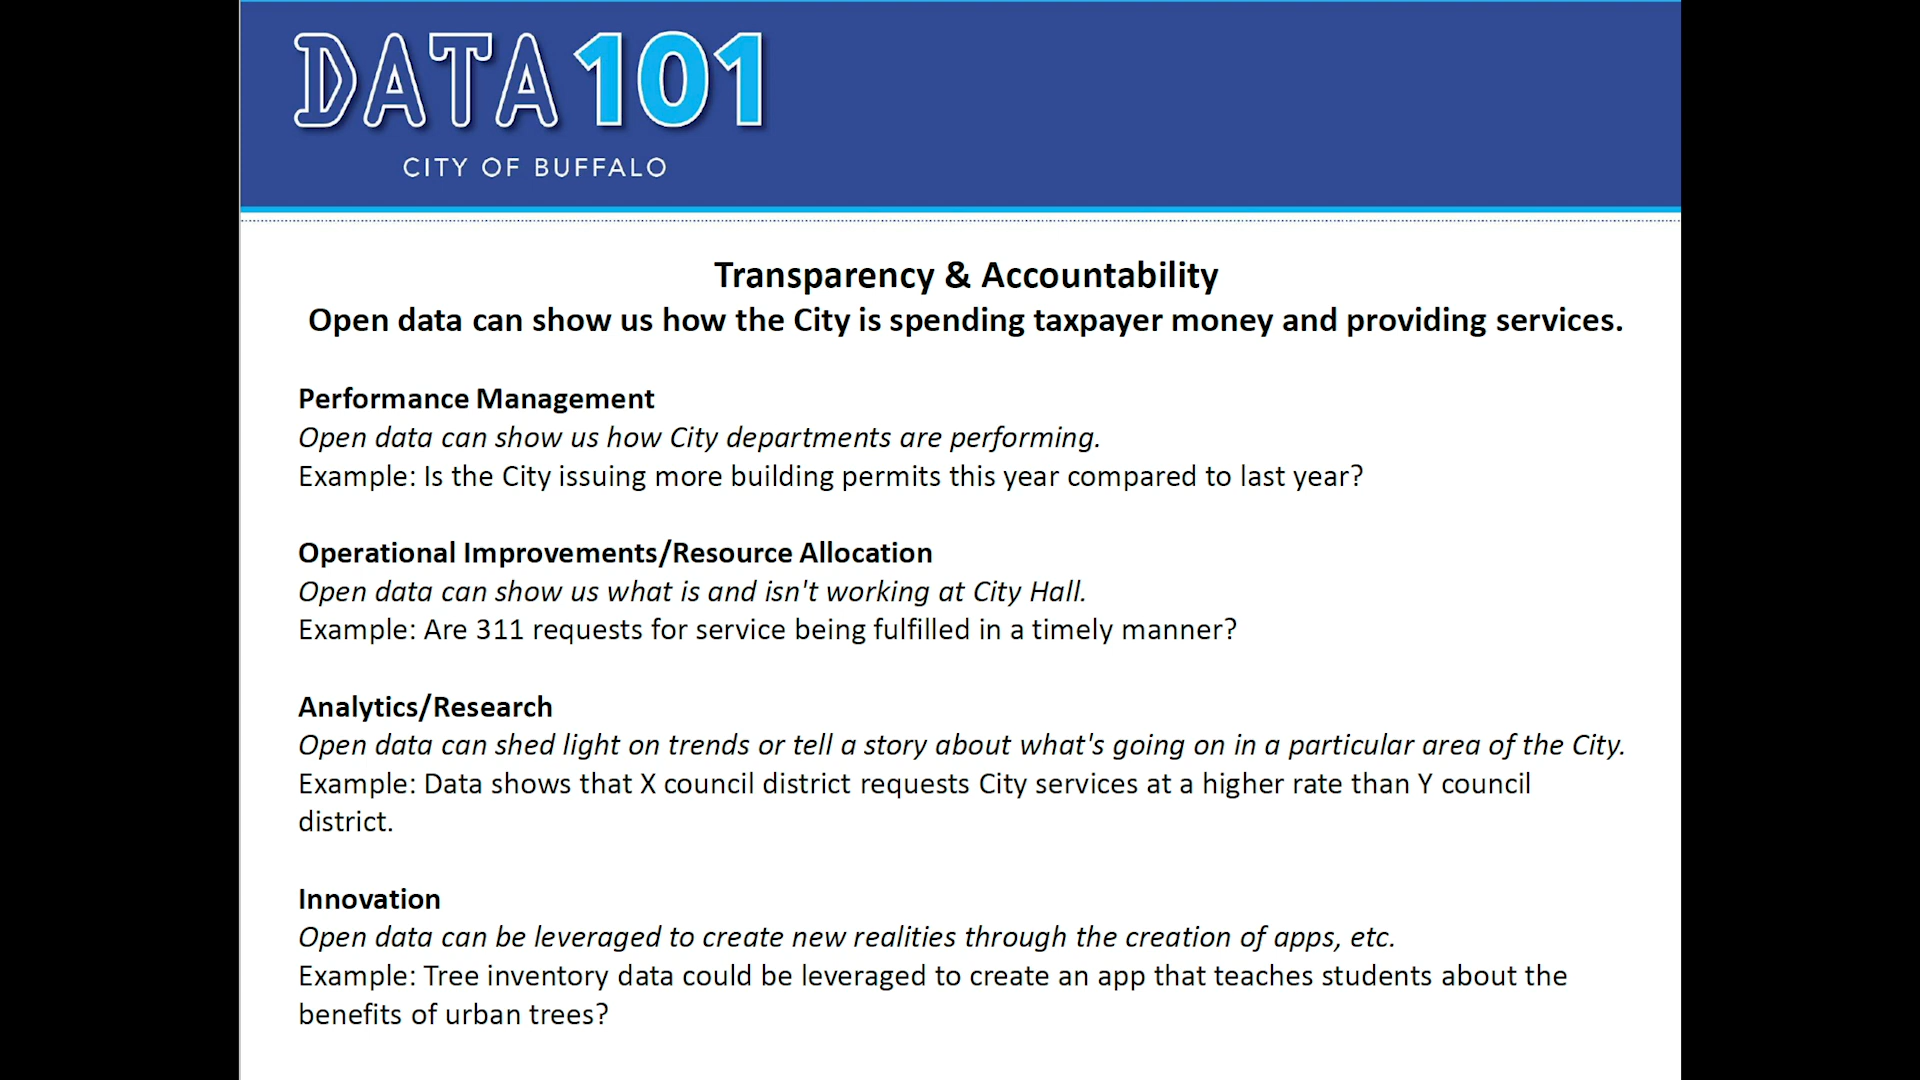 DATA 101
CITY OF BUFFALO
Transparency & Accountability
Open data can show us how the City is spending taxpayer money and providing services.
Performance Management
Open data can show us how City departments are performing.
Example: Is the City issuing more building permits this year compared to last year?
Operational Improvements/Resource Allocation
Open data can show us what is and isn't working at City Hall.
Example: Are 311 requests for service being fulfilled in a timely manner?
Analytics/Research
Open data can shed light on trends or tell a story about what's going on in a particular area of the City.
Example: Data shows that X council district requests City services at a higher rate than Y council
district.
Innovation
Open data can be leveraged to create new realities through the creation of apps, etc.
Example: Tree inventory data could be leveraged to create an app that teaches students about the
benefits of urban trees?